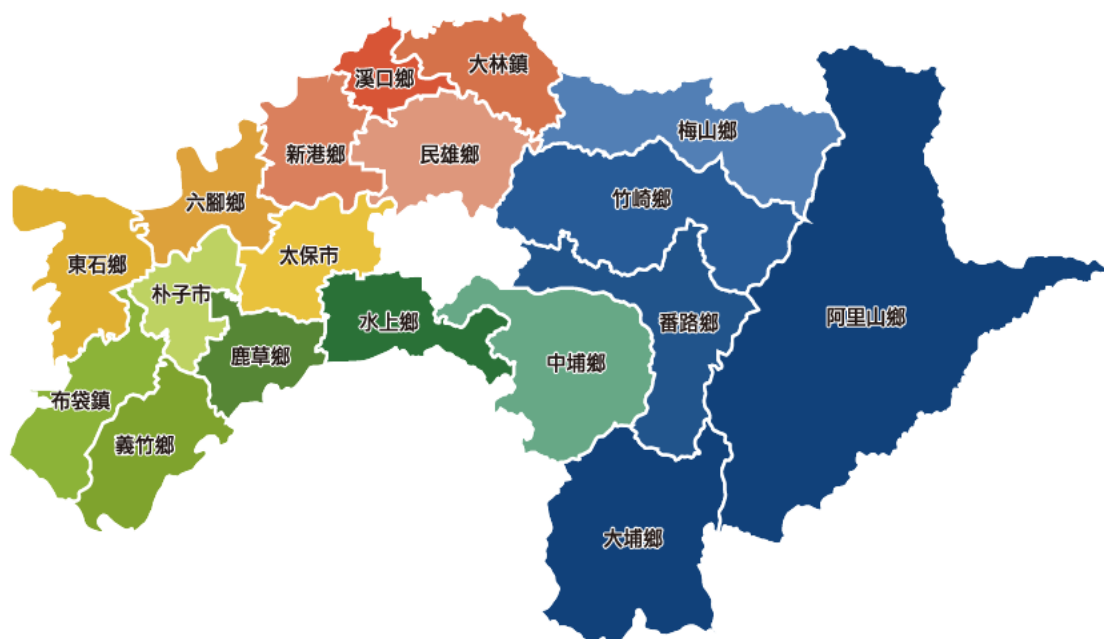 大林鎮
溪口鄉
梅山鄉
新港鄉
民雄鄉
竹崎鄉
六腳鄉
太保市
東石鄉
朴子市
水上鄉
番路鄉
阿里山鄉
鹿草鄉
中埔鄉
布袋鎮
義竹鄉
大埔鄉